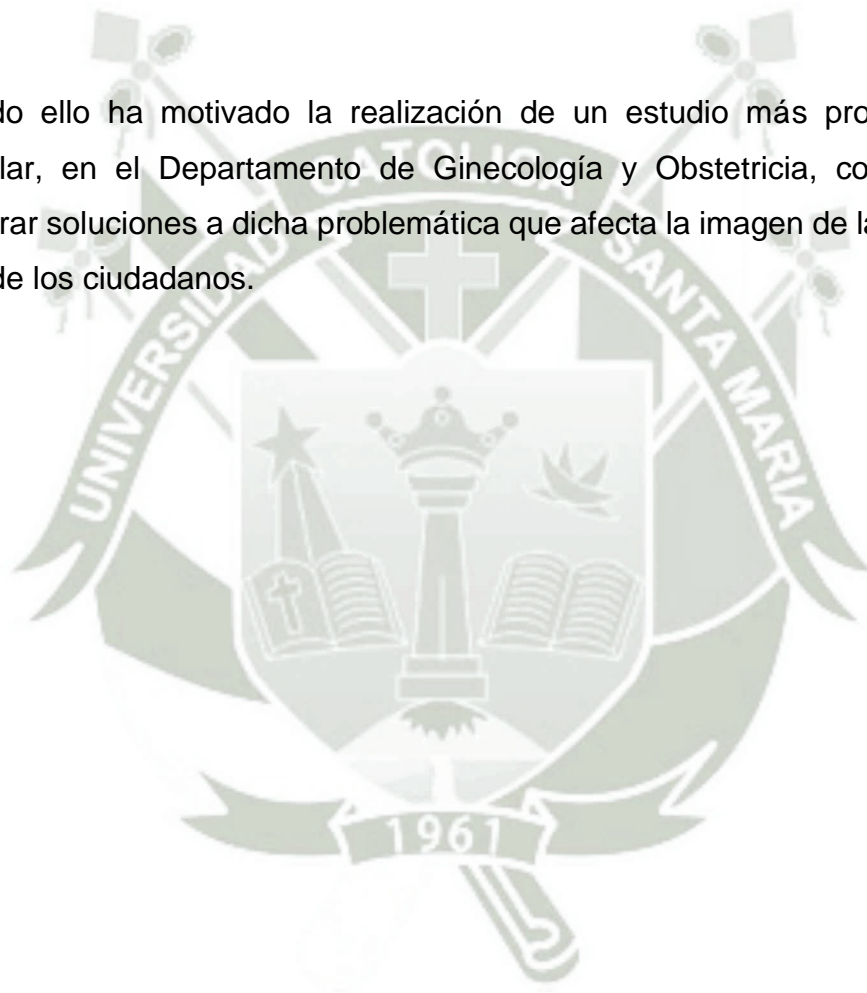 do ello ha motivado la realización de un estudio más pro
lar, en el Departamento de Ginecología y Obstetricia, co
rar soluciones a dicha problemática que afecta la imagen de la
de los ciudadanos.
UNIVERSIDAD CATOLICA SANTA MARIA
1961